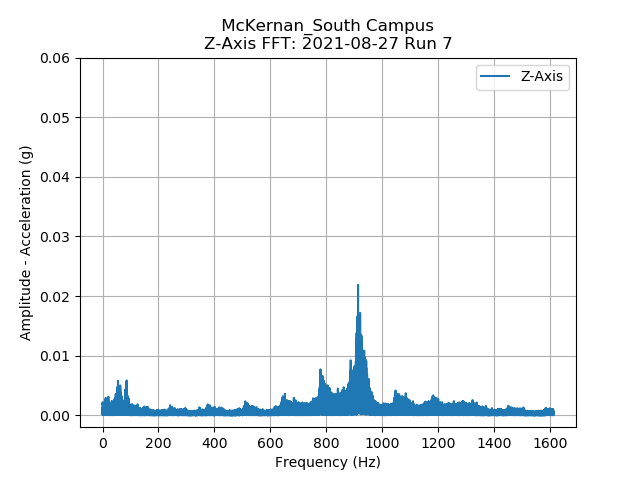 McKernan_South Campus
Z-Axis FFT: 2021-08-27 Run 7
Z-Axis
0.06
0.05
0.04
0.03
0.02
0.01
0.00
Amplitude - Acceleration (g)
0 200 400 600 800 1000 1200 1400 1600
Frequency (Hz)